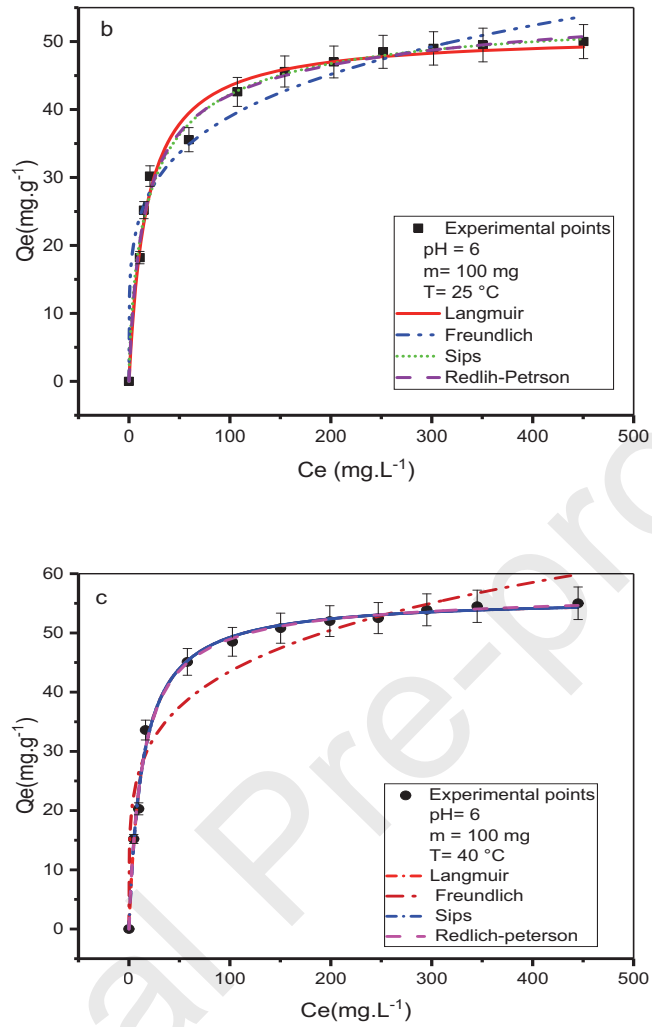 b
60
50
40
30
20
10
0
Qe(mg.g⁻¹)
Experimental points
pH = 6
m= 100 mg
T= 25 °C
Langmuir
Freundlich
Sips
Redlih-Petrson
0 100 200 300 400 500
Ce (mg.L⁻¹)
c
60
50
40
30
20
10
0
Qe(mg.g⁻¹)
Experimental points
pH= 6
m = 100 mg
T= 40 °C
Langmuir
Freundlich
Sips
Redlich-peterson
0 100 200 300 400 500
Ce(mg.L⁻¹)
al Pre-pro